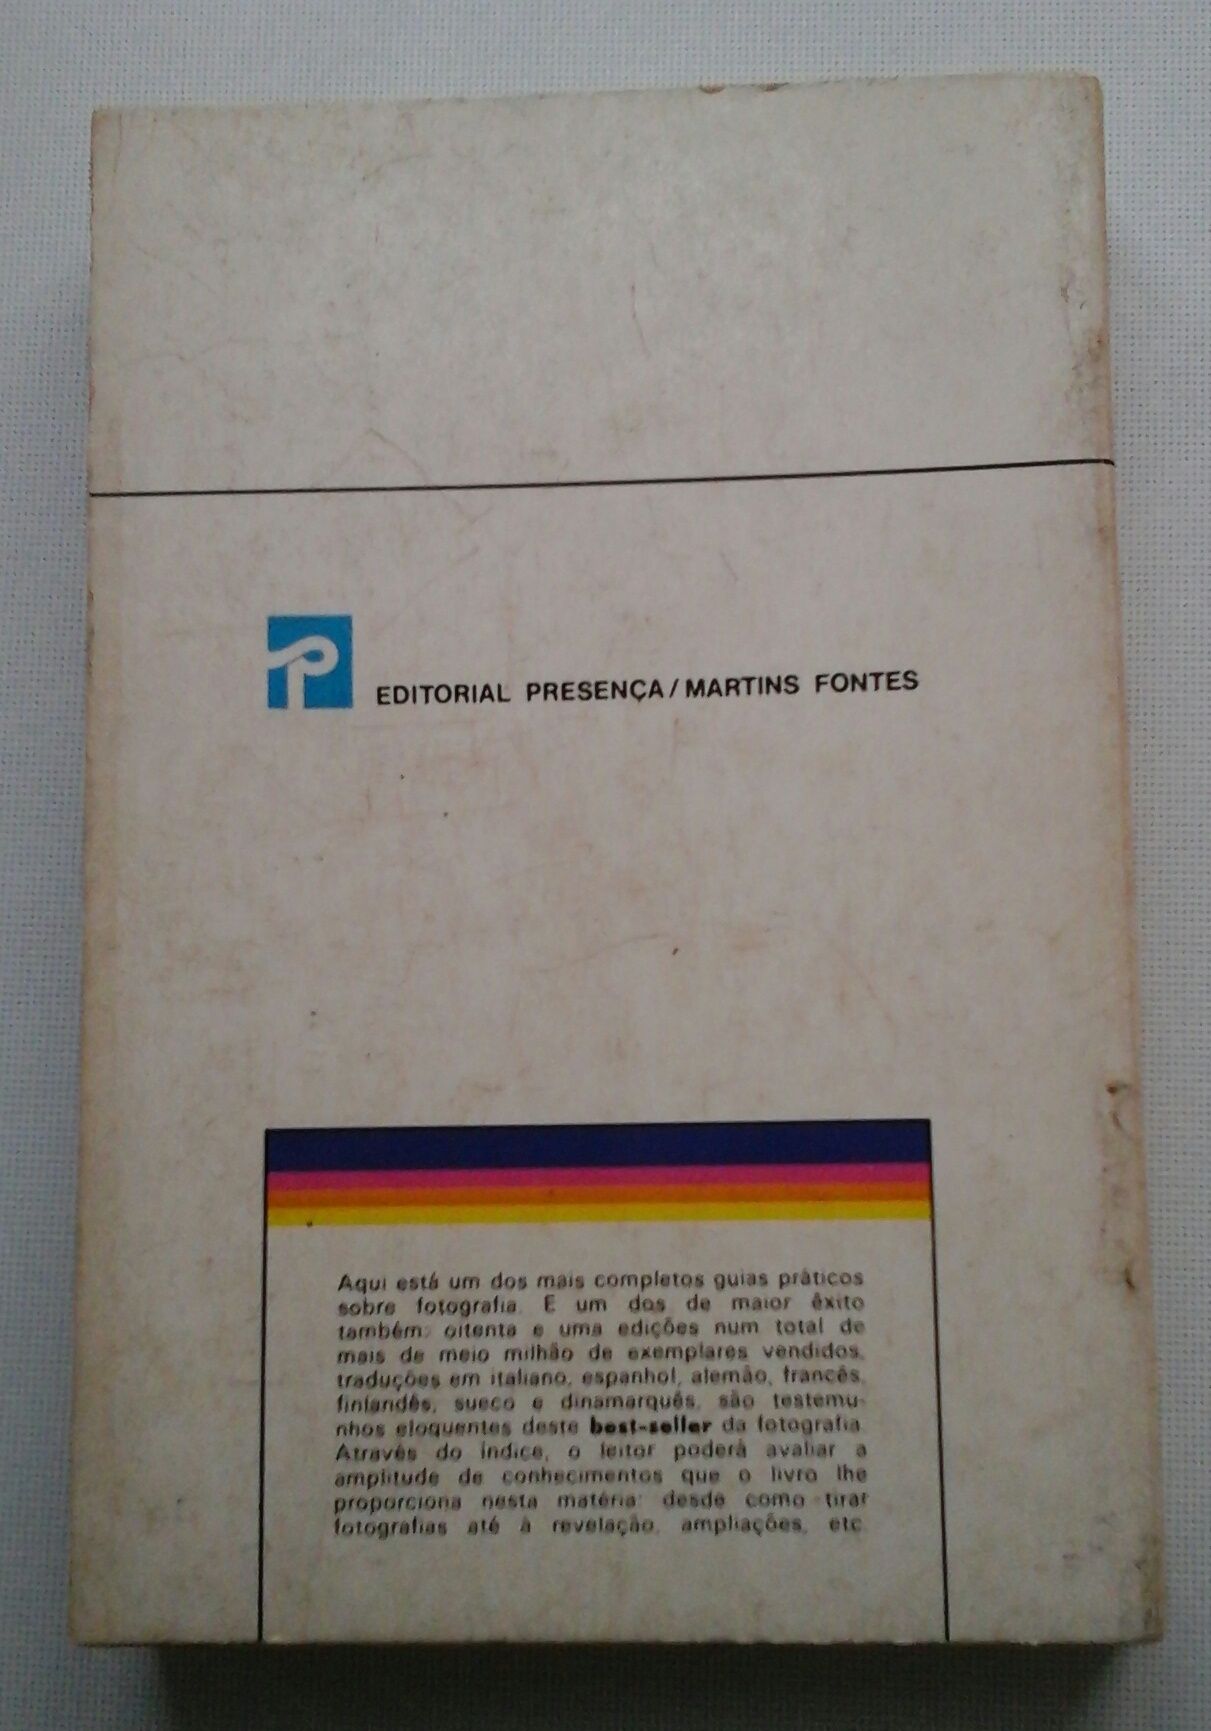 EDITORIAL PRESENÇA/MARTINS FONTES
Aqui está um dos mais completos guias práticos
sobre fotografia. E um dos de maior êxito
também: oitenta e uma edições num total de
mais de meio milhão de exemplares vendidos,
traduções em italiano, espanhol, alemão, francês,
finlandês, sueco e dinamarquês, são testemu-
nhos eloquentes deste best-seller da fotografia.
Através do índice, o leitor poderá avaliar a
amplitude de conhecimentos que o livro lhe
proporciona nesta matéria: desde como tirar
fotografias até à revelação, ampliações, etc.